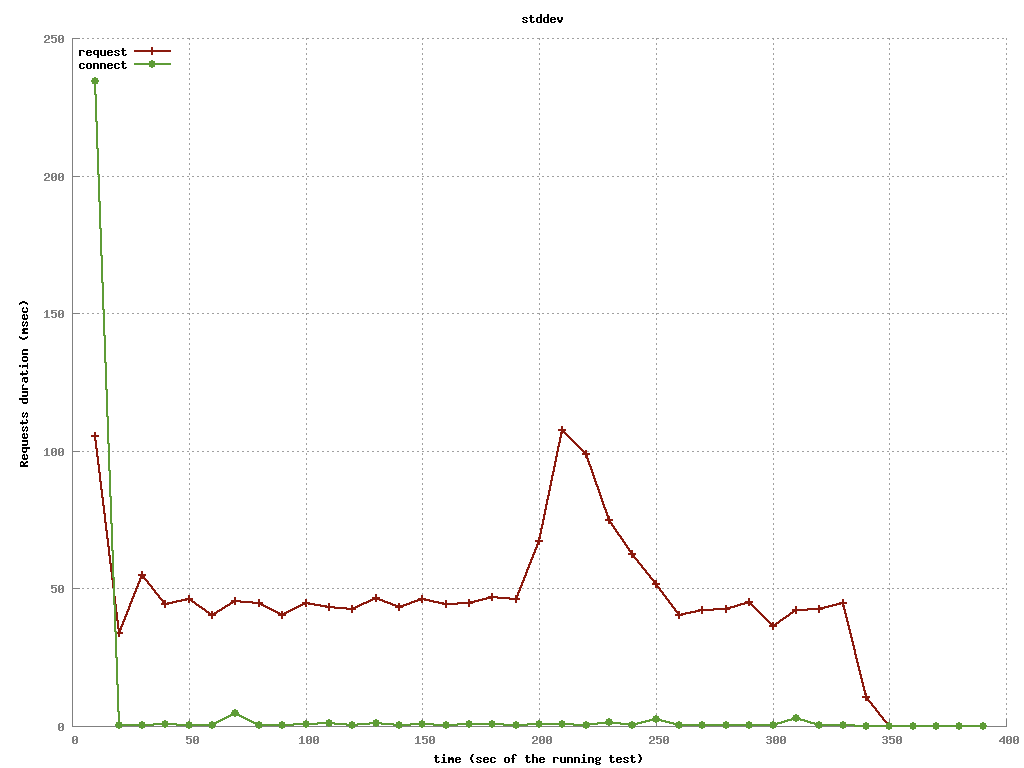 stddev
250
request
connect
200
150
100
50
0
Requests duration (msec)
0 50 100 150 200 250 300 350 400
time (sec of the running test)